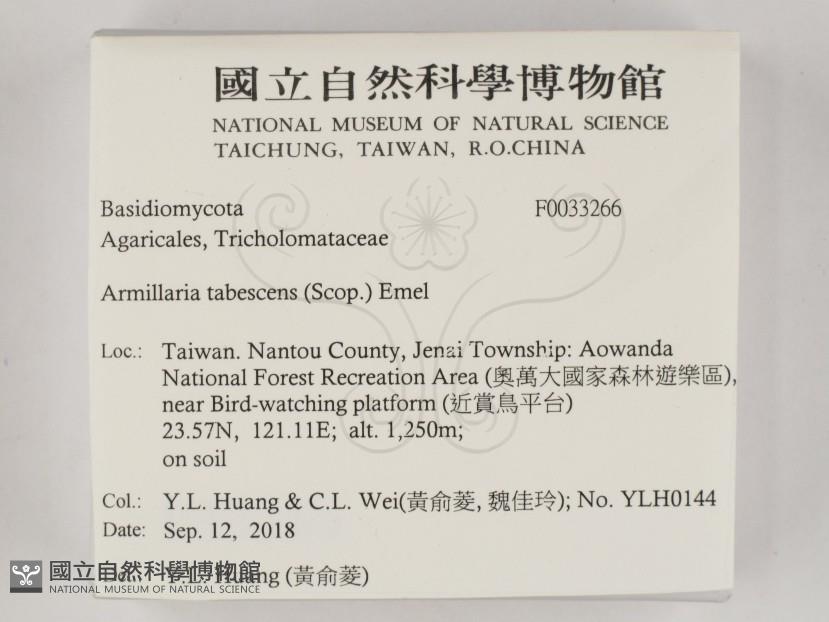 國立自然科學博物館
NATIONAL MUSEUM OF NATURAL SCIENCE
TAICHUNG, TAIWAN, R.O.CHINA
Basidiomycota F0033266
Agaricales, Tricholomataceae
Armillaria tabescens (Scop.) Emel
Loc.: Taiwan. Nantou County, Jenai Township: Aowanda
National Forest Recreation Area (奧萬大國家森林遊樂區),
near Bird-watching platform (近賞鳥平台)
23.57N, 121.11E; alt. 1,250m;
on soil
Col.: Y.L. Huang & C.L. Wei(黃俞菱, 魏佳玲); No. YLH0144
Date: Sep. 12, 2018
Y.L. Huang (黃俞菱)
國立自然科學博物館
NATIONAL MUSEUM OF NATURAL SCIENCE